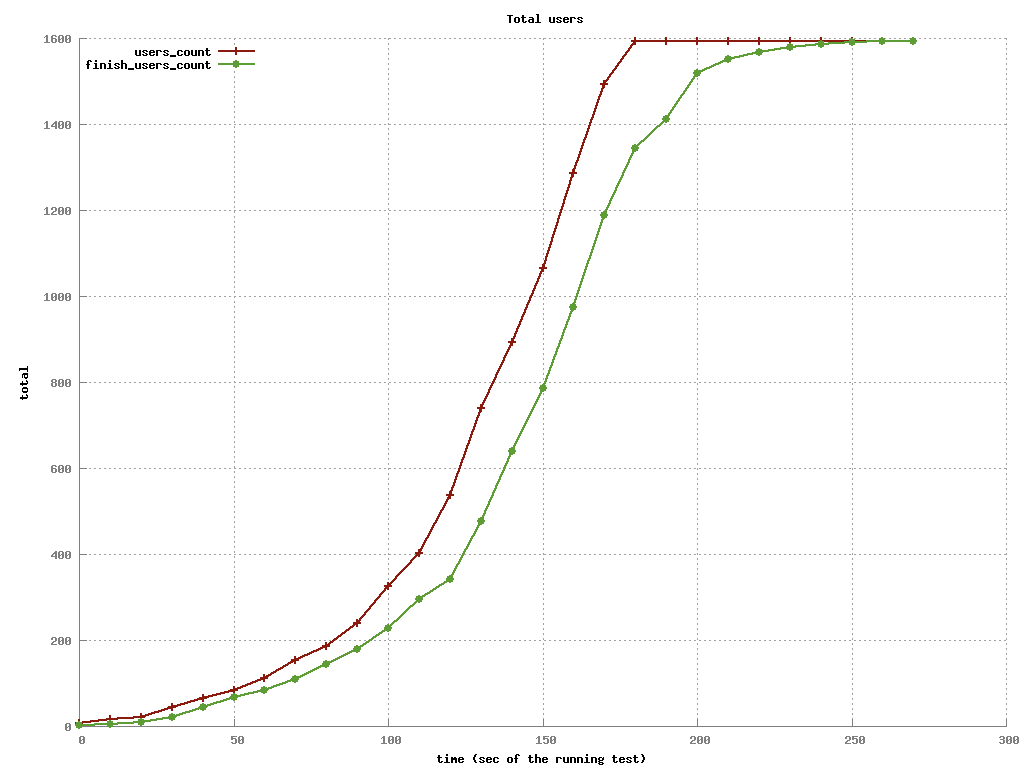 Total users
users_count
finish_users_count
1600
1400
1200
1000
800
600
400
200
0
total
0 50 100 150 200 250 300
time (sec of the running test)